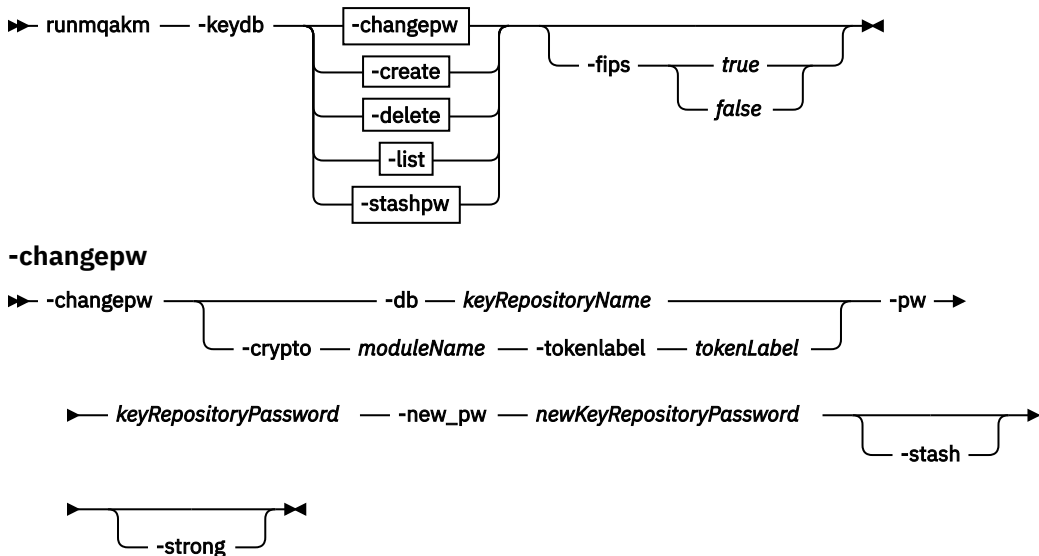 runmqakm -keydb -changepw
-fips true
-create
false
-delete
-list
-stashpw
-changepw
-changepw -db keyRepositoryName -pw
-crypto moduleName -tokenlabel tokenLabel
keyRepositoryPassword -new_pw newKeyRepositoryPassword
-stash
-strong